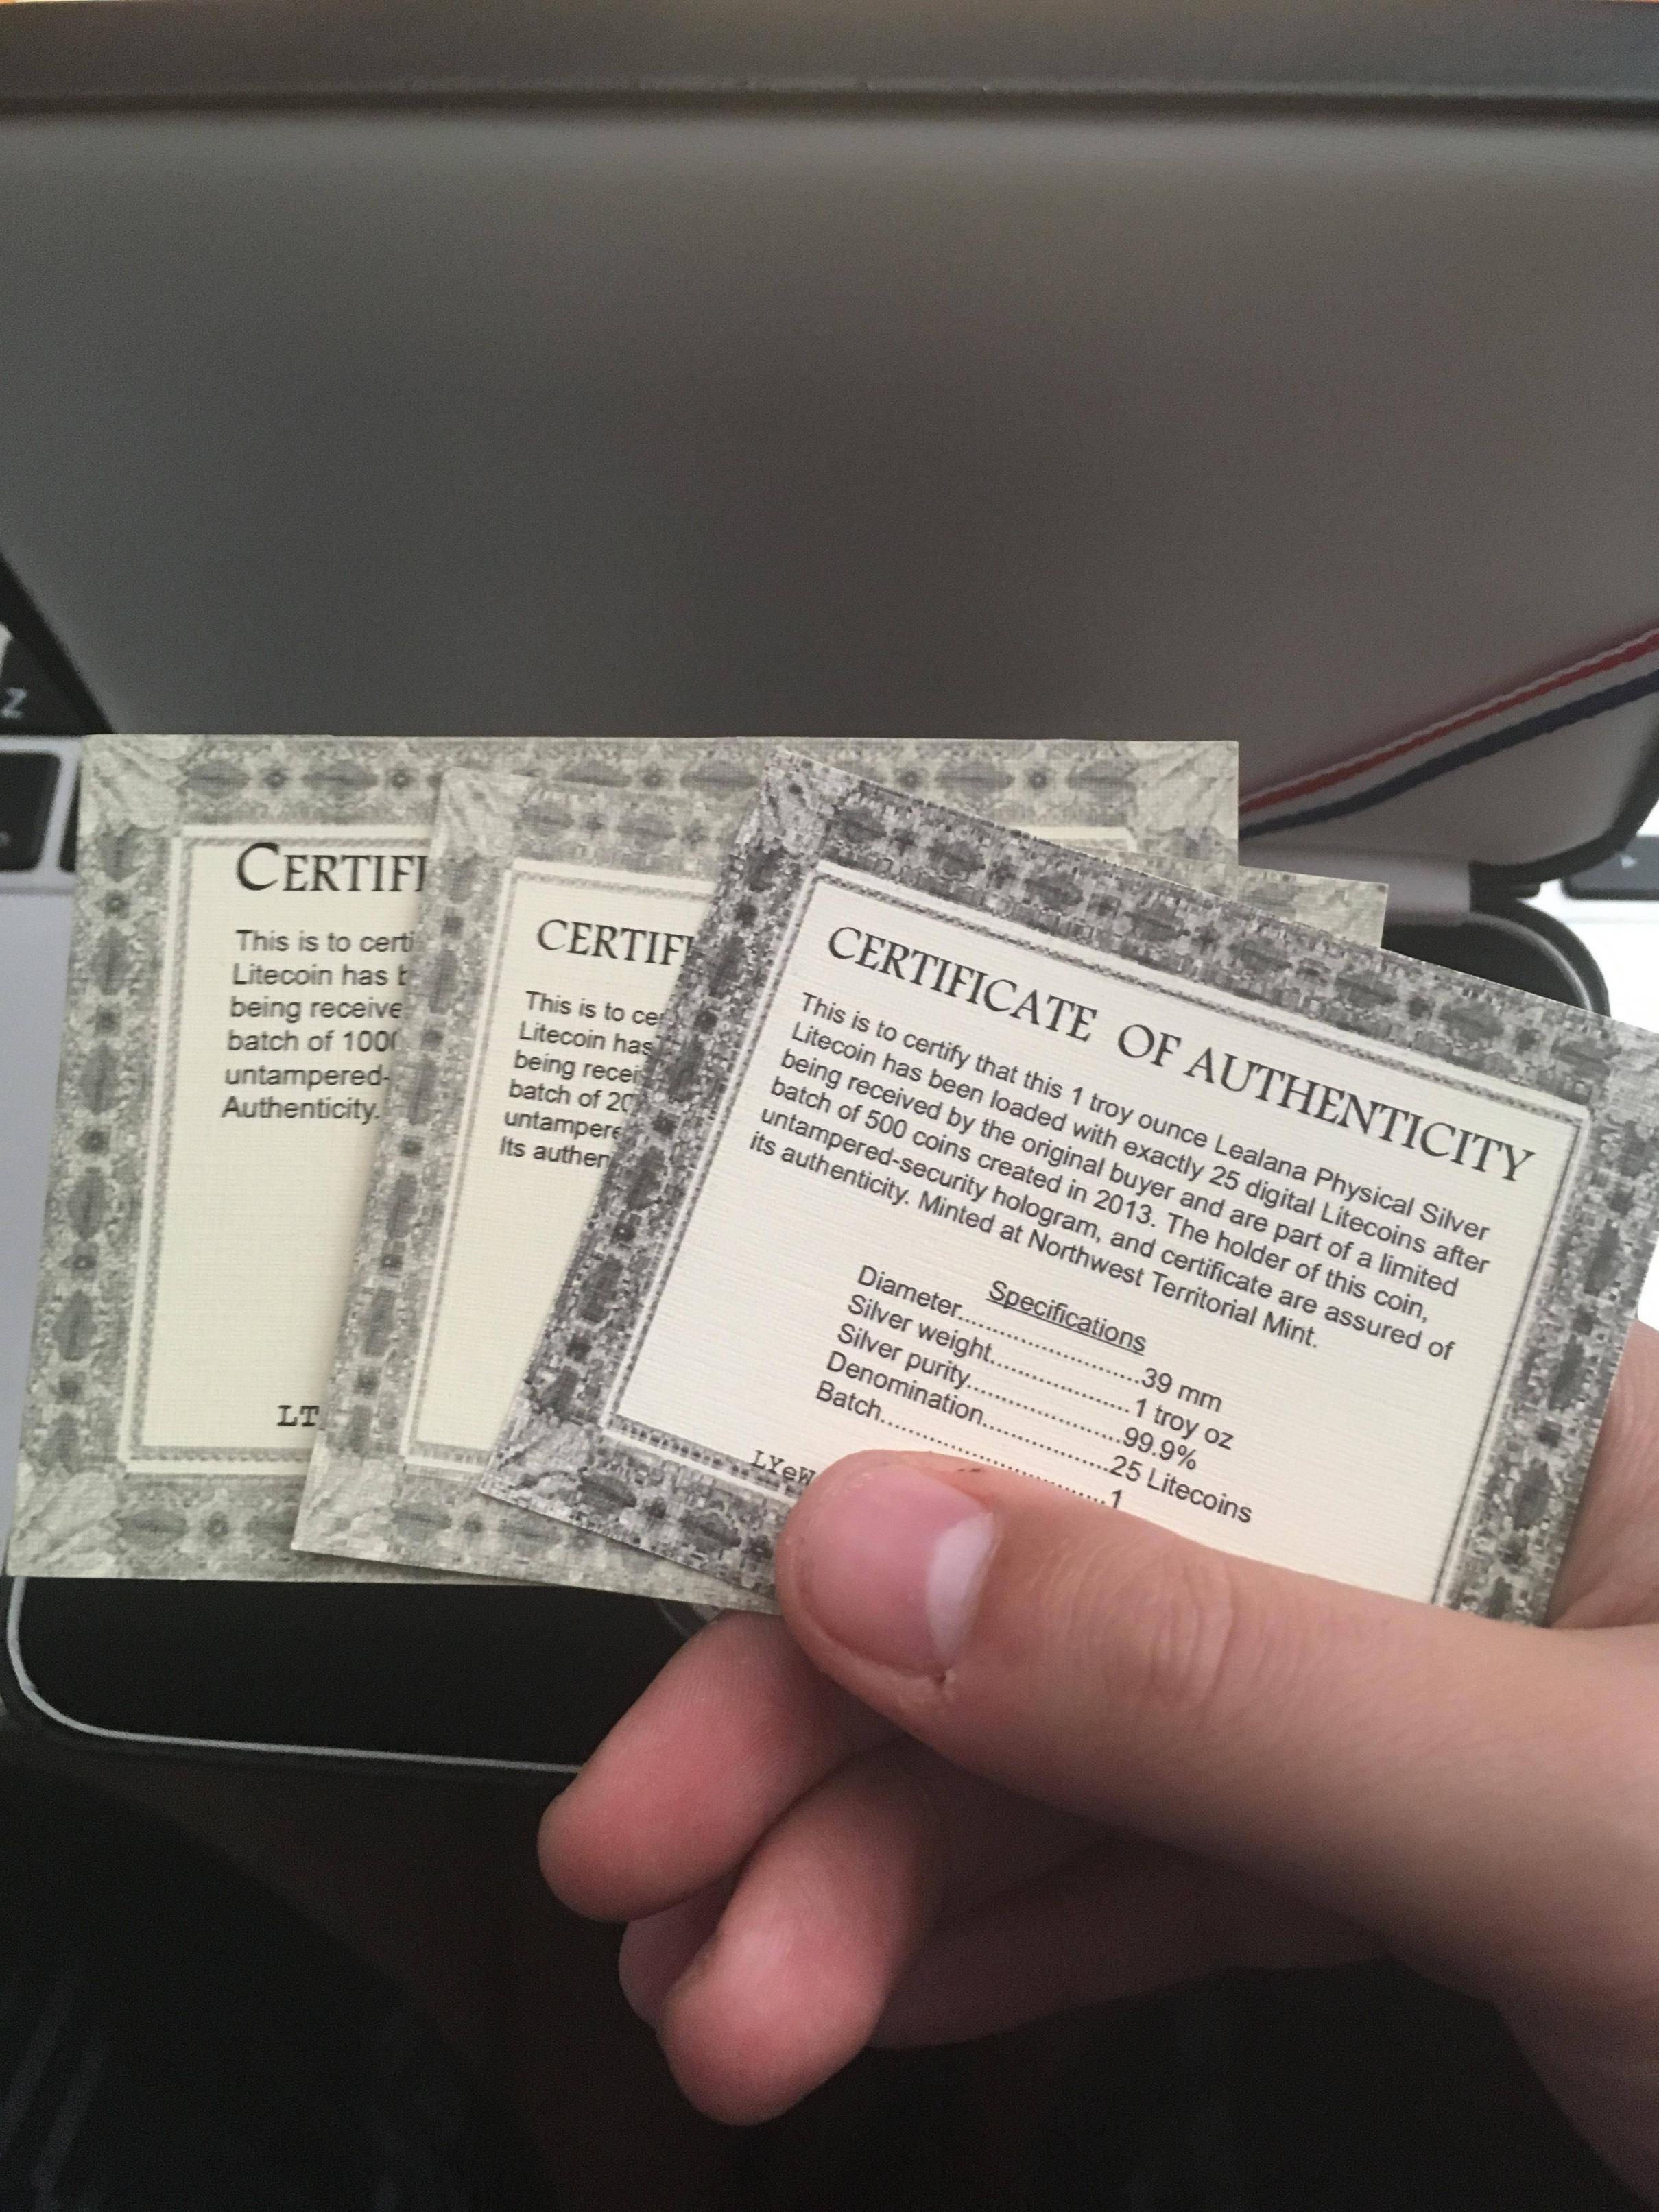 Z
CERTIFI
This is to certi
Litecoin has b
being receive
batch of 100
untampered-
Authenticity.
LT
CERTIF
This is to ce
Litecoin has
being recei
batch of 20
untampere
Its authen
CERTIFICATE OF AUTHENTICITY
This is to certify that this 1 troy ounce Lealana Physical Silver
Litecoin has been loaded with exactly 25 digital Litecoins after
being received by the original buyer and are part of a limited
batch of 500 coins created in 2013. The holder of this coin,
untampered-security hologram, and certificate are assured of
its authenticity. Minted at Northwest Territorial Mint.
Specifications
Diameter..............................39 mm
Silver weight.......................1 troy oz
Silver purity.........................99.9%
Denomination.....................25 Litecoins
Batch....................................1
LYeW